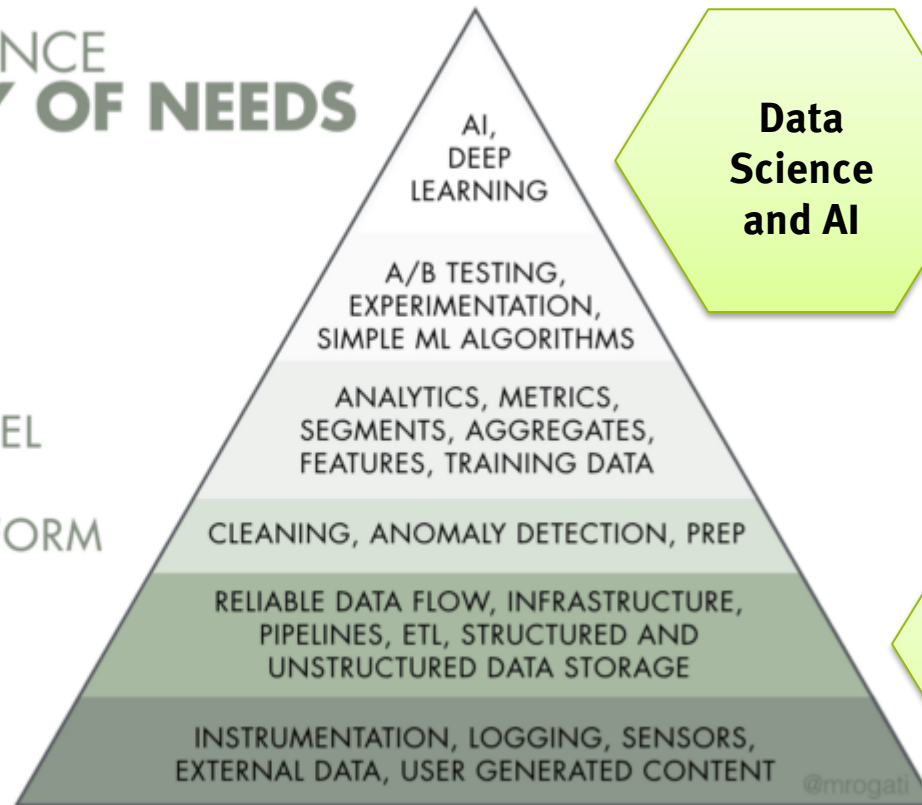 NCE
Y OF NEEDS
AI,
DEEP
LEARNING
Data
Science
and AI
A/B TESTING,
EXPERIMENTATION,
SIMPLE ML ALGORITHMS
EL
ANALYTICS, METRICS,
SEGMENTS, AGGREGATES,
FEATURES, TRAINING DATA
FORM
CLEANING, ANOMALY DETECTION, PREP
RELIABLE DATA FLOW, INFRASTRUCTURE,
PIPELINES, ETL, STRUCTURED AND
UNSTRUCTURED DATA STORAGE
INSTRUMENTATION, LOGGING, SENSORS,
EXTERNAL DATA, USER GENERATED CONTENT
@mrogati